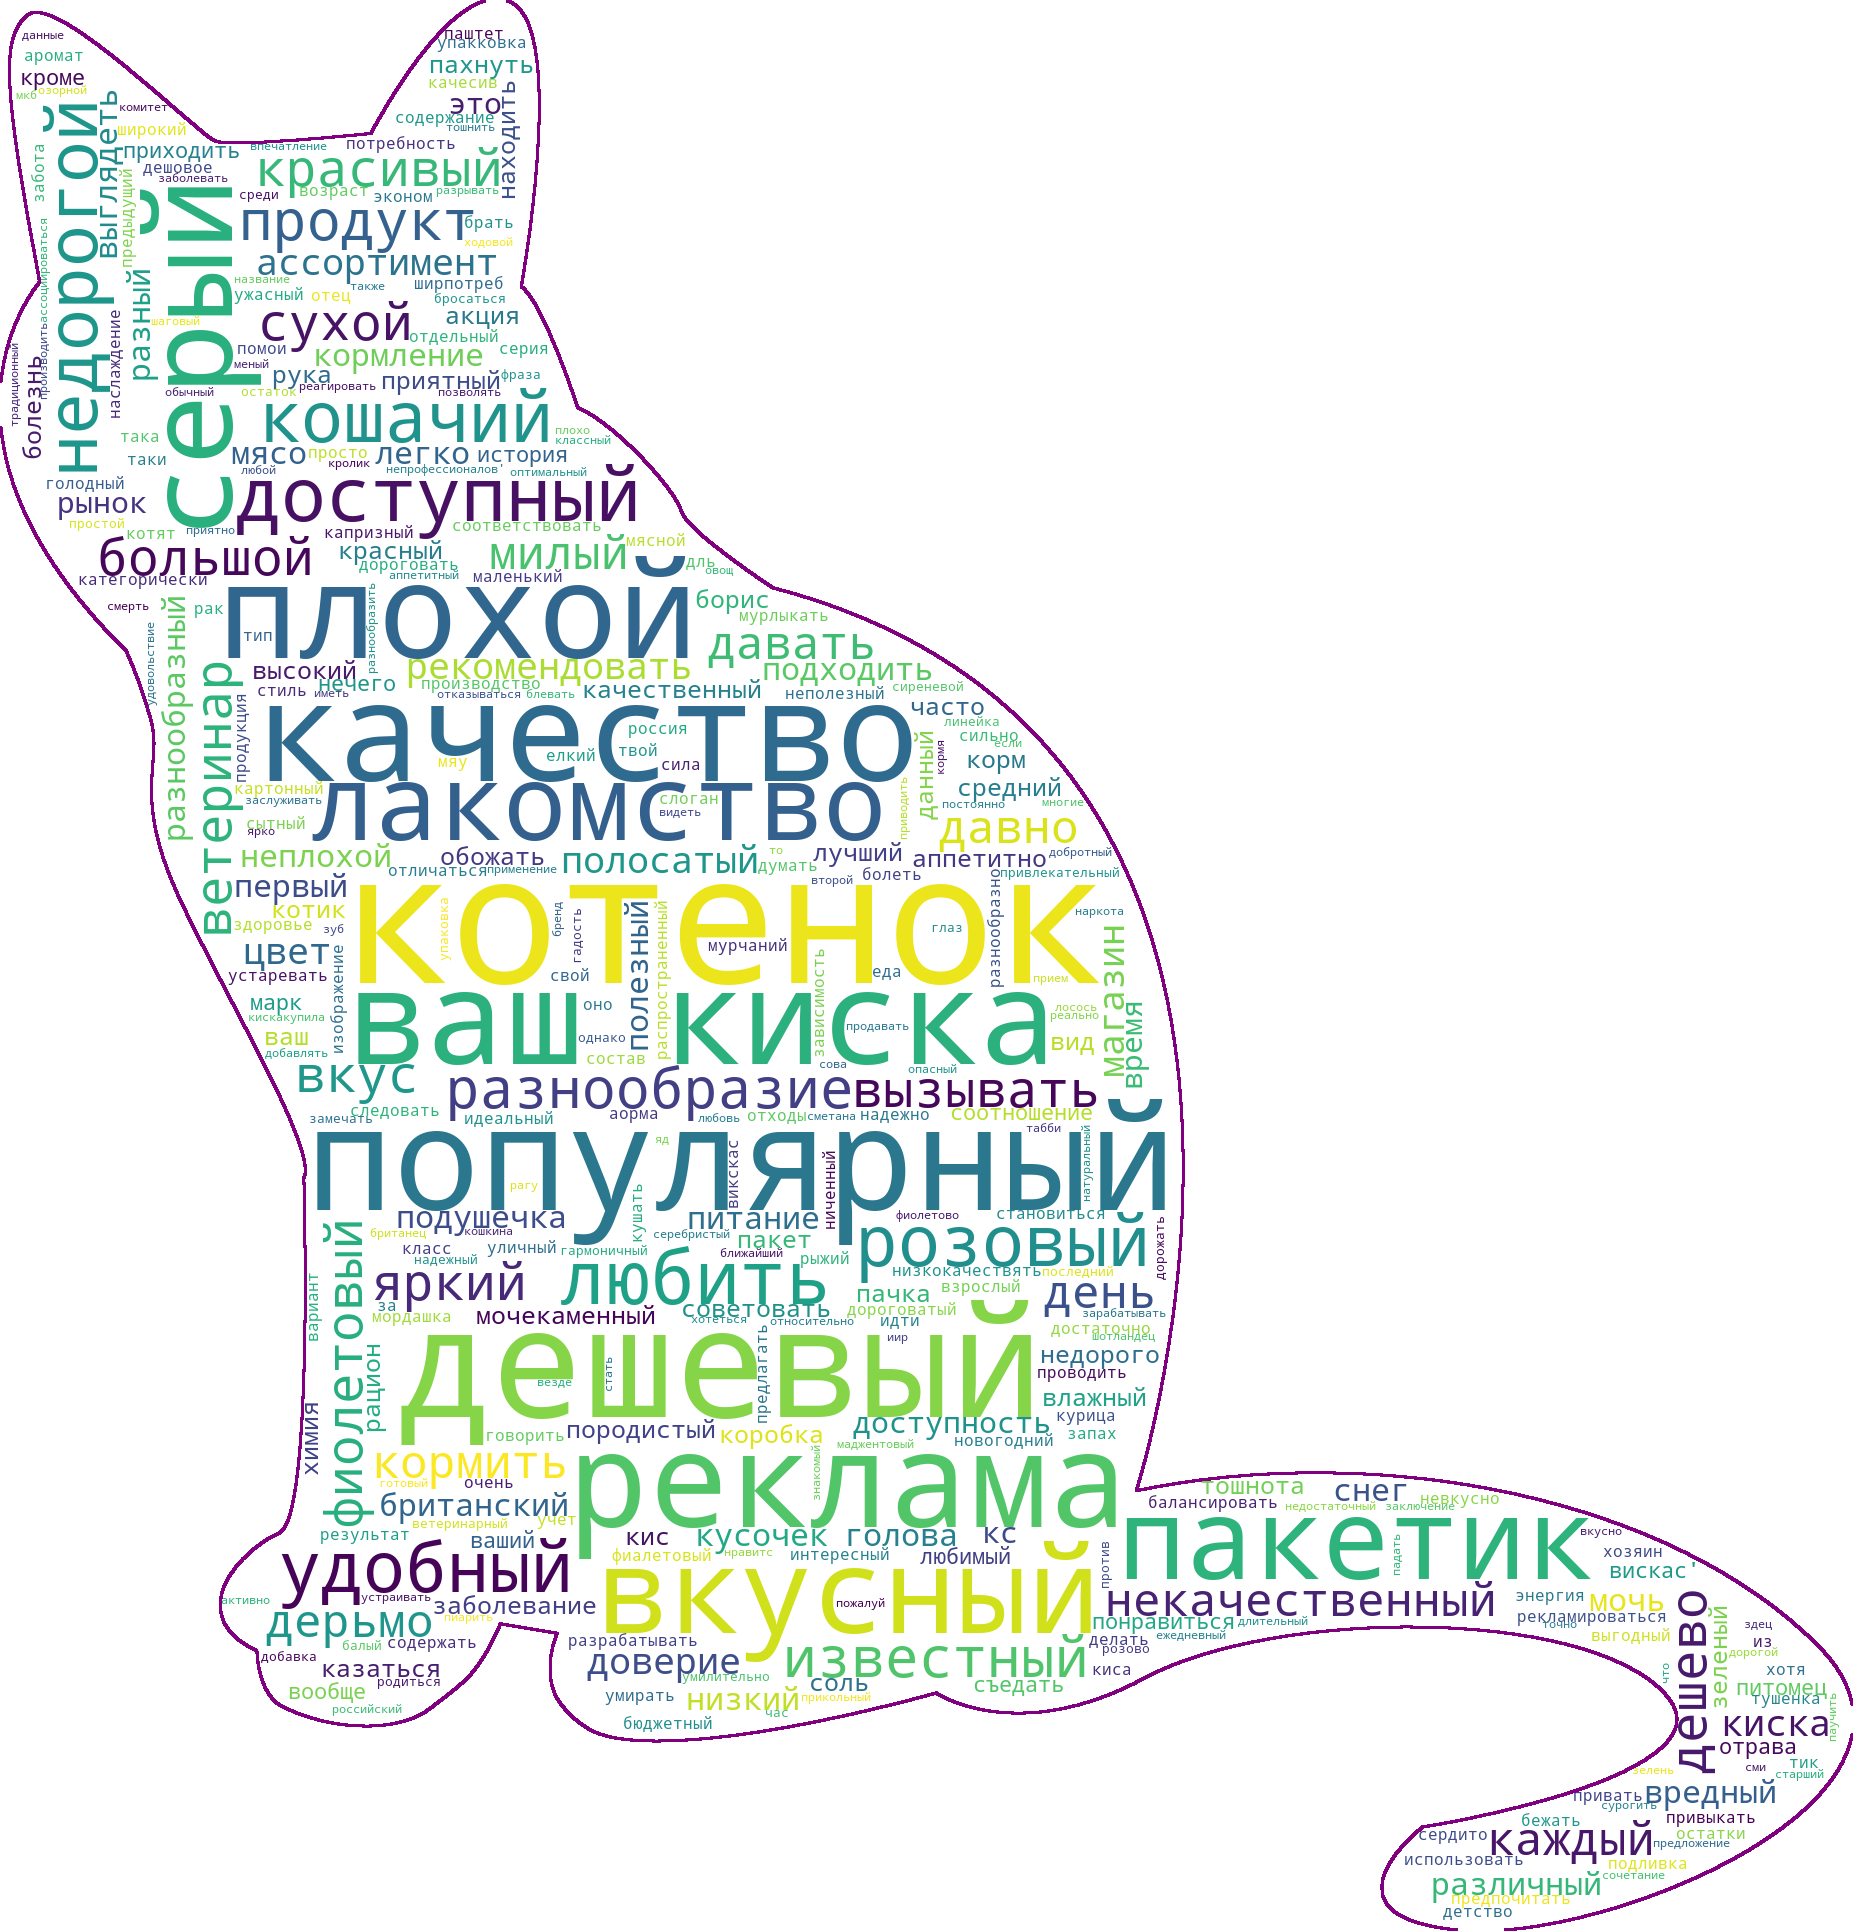 данные
паштет
упакковка
аромат
пахнуть
кроме
качесив
мкб
озорной
это
комитет
содержание
находить
тошнить
широкий
недорогой
выглядеть
впечатление
потребность
приходить
забота
дешовое
красивый
заболевать
предыдущий
серый
среди
возраст
эконом
разрывать
продукт
брать
ходовой
ассоциироваться
ассортимент
разный
название
также
ширпотреб
ужасный
отец
бросаться
сухой
акция
шаговый
наслаждение
отдельный
производить
традиционный
помои
кормление
серия
болезнь
меный
рука
приятный
фраза
реагировать
обычный
остаток
позволять
кошачий
плохо
така
классный
мясо
просто
легко
история
таки
любой
кролик
непрофессионалов'
оптимальный
голодный
доступный
рынок
простой
котят
приятно
капризный
соответствовать
большой
красный
милый
мясной
дороговать
дль
категорически
аппетитный
маленький
овощ
плохой
смерть
рак
борис
мурлыкать
разнообразный
тип
разнообразить
давать
удовольствие
ветеринар
высокий
рекомендовать
подходить
стиль
иметь
нечего
производство
качественный
неполезный
сиреневой
отказываться
блевать
продукция
качество
часто
линейка
россия
сильно
если
твой
елкий
мяу
сила
данный
кормя
корм
картонный
лакомство
средний
заслуживать
слоган
приводить
постоянно
многие
видеть
сытный
ярко
давно
неплохой
обожать
полосатый
то
лучший
аппетитно
добротный
отличаться
применение
думать
болеть
привлекательный
первый
второй
котенок
котик
упаковка
бренд
гадость
полезный
распространенный
разнообразно
наркота
здоровье
зуб
глаз
цвет
мурчаний
магазин
изображение
устаревать
свой
еда
прием
зависимость
марк
ваш
оно
киска
лосось
реально
время
кискакупила
продавать
ваш
однако
вид
добавлять
состав
сова
опасный
вкус
разнообразие
вызывать
следовать
замечать
идеальный
аорма
любовь
отходы
сметана
надежно
соотношение
табби
популярный
яд
викскас
ниченный
натуральный
рагу
кушать
подушечка
питание
фиолетово
становиться
фиолетовый
британец
кошкина
серебристый
пакет
розовый
дорожать
класс
уличный
гармоничный
ближайший
рыжий
надежный
любить
низкокачествять
последний
вариант
яркий
пачка
взрослый
день
за
советовать
мордашка
мочекаменный
дороговатый
зарабатывать
хотеться
относительно
идти
достаточно
шотландец
дешевый
иир
предлагать
рацион
недорого
проводить
везде
стать
влажный
химия
доступность
курица
говорить
породистый
коробка
новогодний
запах
маджентовый
кормить
реклама
знакомый
готовый
очень
тошнота
снег
невкусно
британский
балансировать
недостаточный
заключение
учет
ветеринарный
пакетик
вкусно
результат
ваший
кис
кусочек
голова
кс
хозяин
удобный
фиалетовый
нравитс
интересный
любимый
против
падать
вискас'
вкусный
активно
устраивать
заболевание
пожалуй
некачественный
энергия
мочь
дерьмо
пиарить
понравиться
длительный
рекламироваться
точно
дешево
зеленый
здец
балый
содержать
разрабатывать
делать
ежедневный
выгодный
из
добавка
розово
дорогой
доверие
известный
казаться
киса
что
хотя
родиться
умилительно
соль
съедать
питомец
вообще
умирать
низкий
прикольный
тушенка
российский
час
паучить
бюджетный
киска
отрава
тик
зелень
сми
старший
привать
вредный
сурогить
бежать
привыкать
сердито
каждый
остатки
предложение
использовать
подливка
различный
сочетание
предпочитать
детство